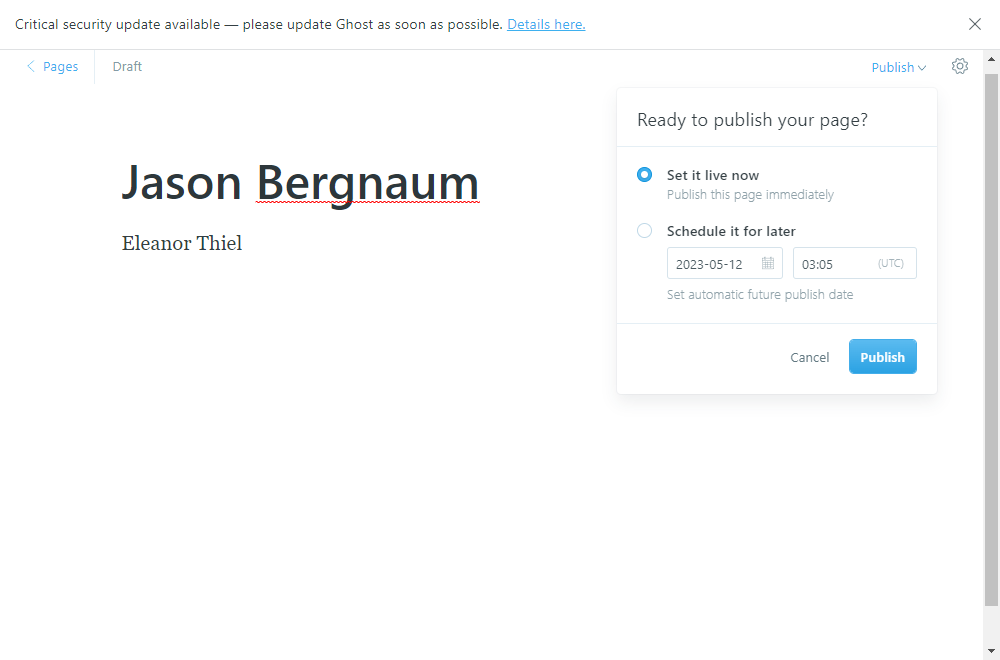 Critical security update available — please update Ghost as soon as possible. Details here.
Pages
Draft
Publish
Ready to publish your page?
Jason Bergnaum
Eleanor Thiel
Set it live now
Publish this page immediately
Schedule it for later
2023-05-12
03:05
(UTC)
Set automatic future publish date
Cancel
Publish